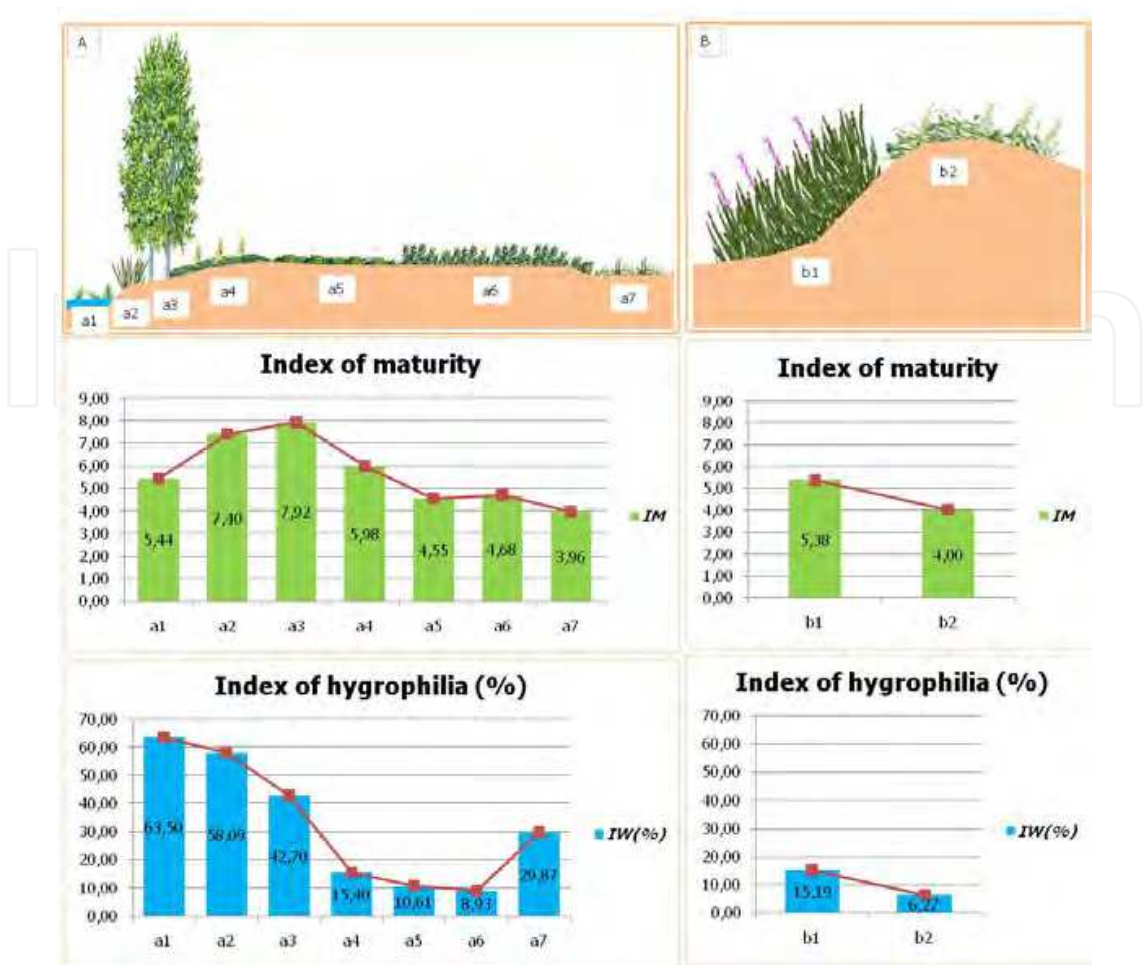 A
a1
a2
a3
a4
a5
a6
a7
B
b1
b2
Index of maturity
9,00
8,00
7,00
6,00
5,00
4,00
3,00
2,00
1,00
0,00
5,44
7,40
7,92
5,98
4,55
4,68
3,96
a1 a2 a3 a4 a5 a6 a7
IM
Index of maturity
9,00
8,00
7,00
6,00
5,00
4,00
3,00
2,00
1,00
0,00
5,38
4,00
b1 b2
IM
Index of hygrophilia (%)
70,00
60,00
50,00
40,00
30,00
20,00
10,00
0,00
63,50
58,09
42,70
15,40
10,61
8,93
29,87
a1 a2 a3 a4 a5 a6 a7
IW(%)
Index of hygrophilia (%)
70,00
60,00
50,00
40,00
30,00
20,00
10,00
0,00
15,19
6,22
b1 b2
IW(%)